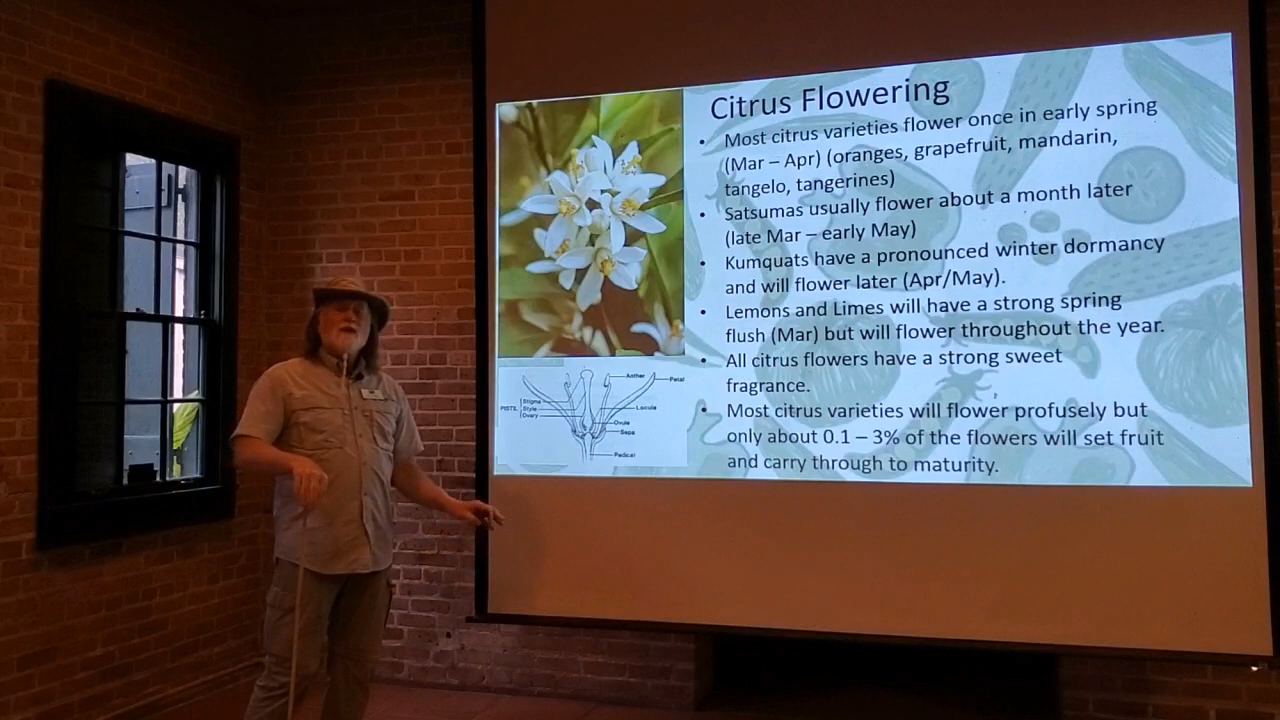 Citrus Flowering
• Most citrus varieties flower once in early spring
(Mar – Apr) (oranges, grapefruit, mandarin,
tangelo, tangerines)
• Satsumas usually flower about a month later
(late Mar – early May)
• Kumquats have a pronounced winter dormancy
and will flower later (Apr/May).
• Lemons and Limes will have a strong spring
flush (Mar) but will flower throughout the year.
• All citrus flowers have a strong sweet
fragrance.
• Most citrus varieties will flower profusely but
only about 0.1 – 3% of the flowers will set fruit
and carry through to maturity.
Anther
Petal
PISTIL
Stigma
Style
Ovary
Locule
Ovule
Pedical